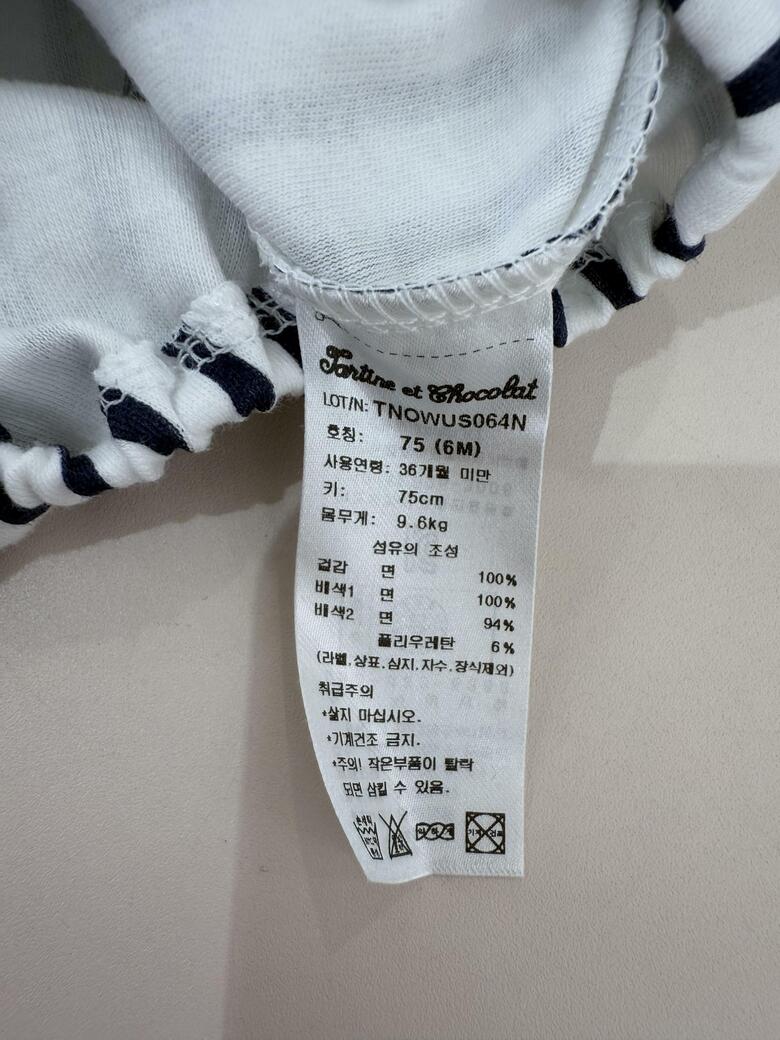 Tartine et Chocolat
LOT/N: TNOWUS064N
호칭: 75 (6M)
사용연령: 36개월 미만
키: 75cm
몸무게: 9.6kg
섬유의 조성
겉감 면 100%
배색1 면 100%
배색2 면 94%
폴리우레탄 6%
(라벨,상표,심지,자수,장식제외)
취급주의
*삶지 마십시오.
*기계건조 금지.
*주의! 작은부품이 탈락
되면 삼킬 수 있음.